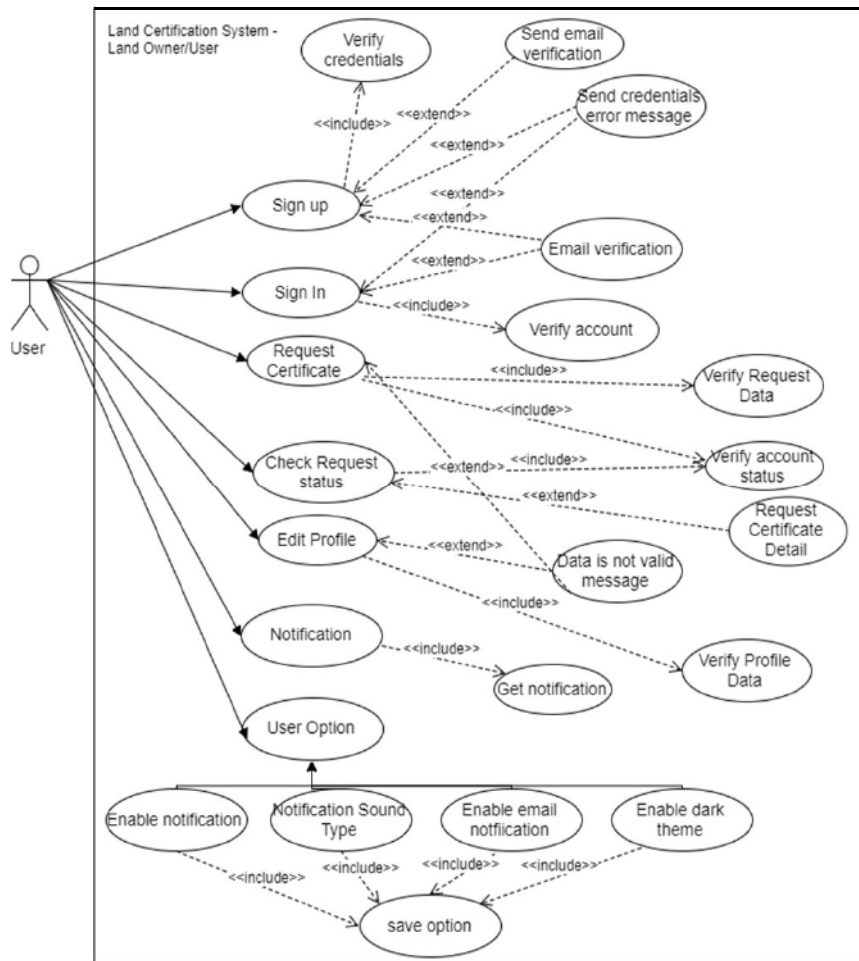 Land Certification System -
Land Owner/User
Verify
credentials
Send email
verification
Send credentials
error message
<<include>>
<<extend>>
<<extend>>
<<extend>>
Sign up
<<extend>>
Email verification
<<extend>>
Sign In
<<include>>
Verify account
User
Request
Certificate
<<include>>
Verify Request
Data
<<include>>
Check Request
status
<<extend>>
<<include>>
Verify account
status
<<extend>>
Request
Certificate
Detail
Edit Profile
<<extend>>
Data is not valid
message
<<include>>
Notification
<<include>>
Verify Profile
Data
Get notification
User Option
Enable notification
Notification Sound
Type
Enable email
notfiication
Enable dark
theme
<<include>>
<<include>>
<<include>>
<<include>>
save option